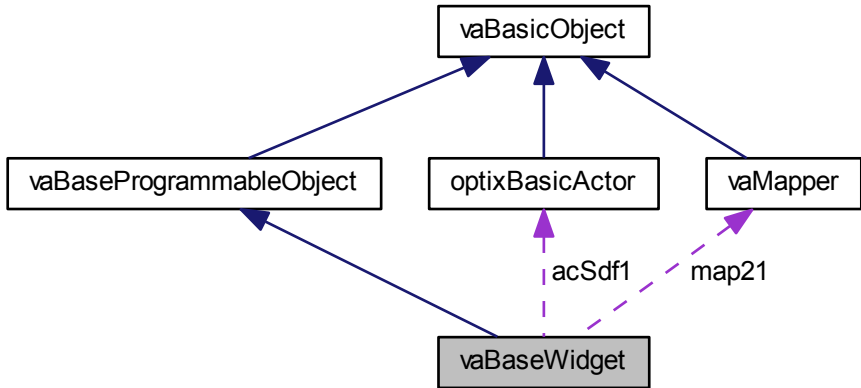 vaBasicObject
vaBaseProgrammableObject
optixBasicActor
vaMapper
acSdf1
map21
vaBaseWidget